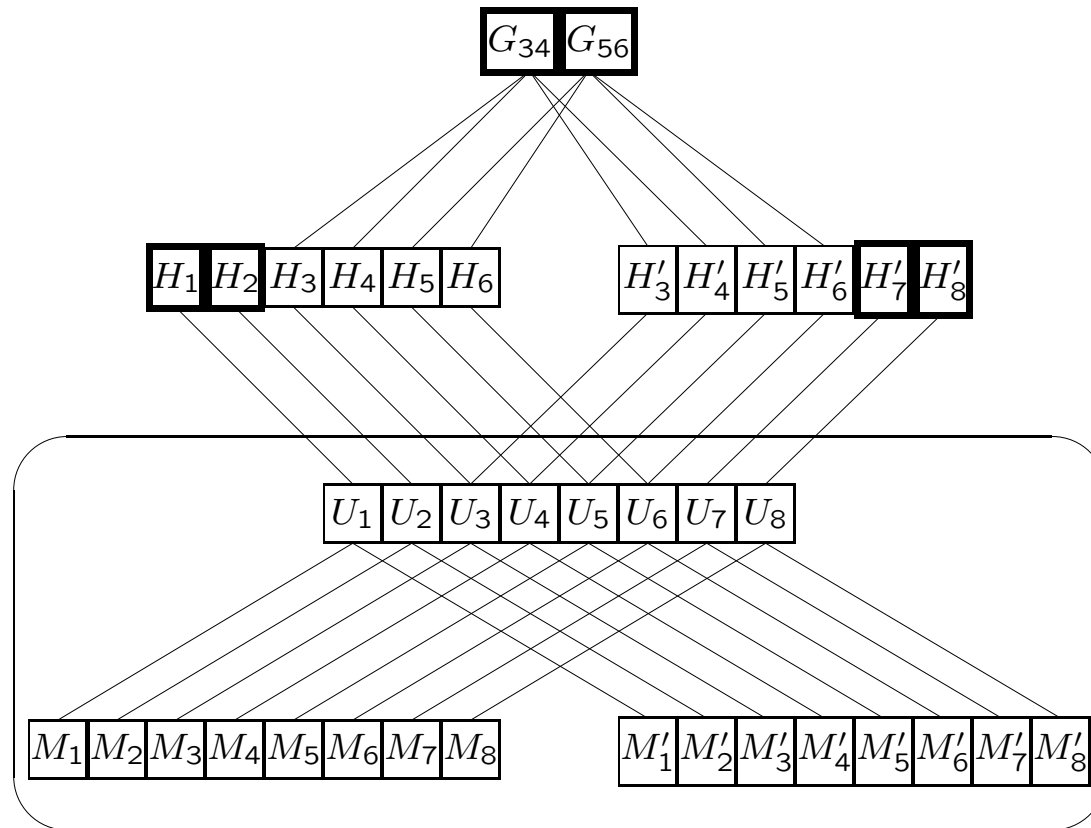 G₃₄ G₅₆
H₁ H₂ H₃ H₄ H₅ H₆ H′₃ H′₄ H′₅ H′₆ H′₇ H′₈
U₁ U₂ U₃ U₄ U₅ U₆ U₇ U₈
M₁ M₂ M₃ M₄ M₅ M₆ M₇ M₈ M′₁ M′₂ M′₃ M′₄ M′₅ M′₆ M′₇ M′₈